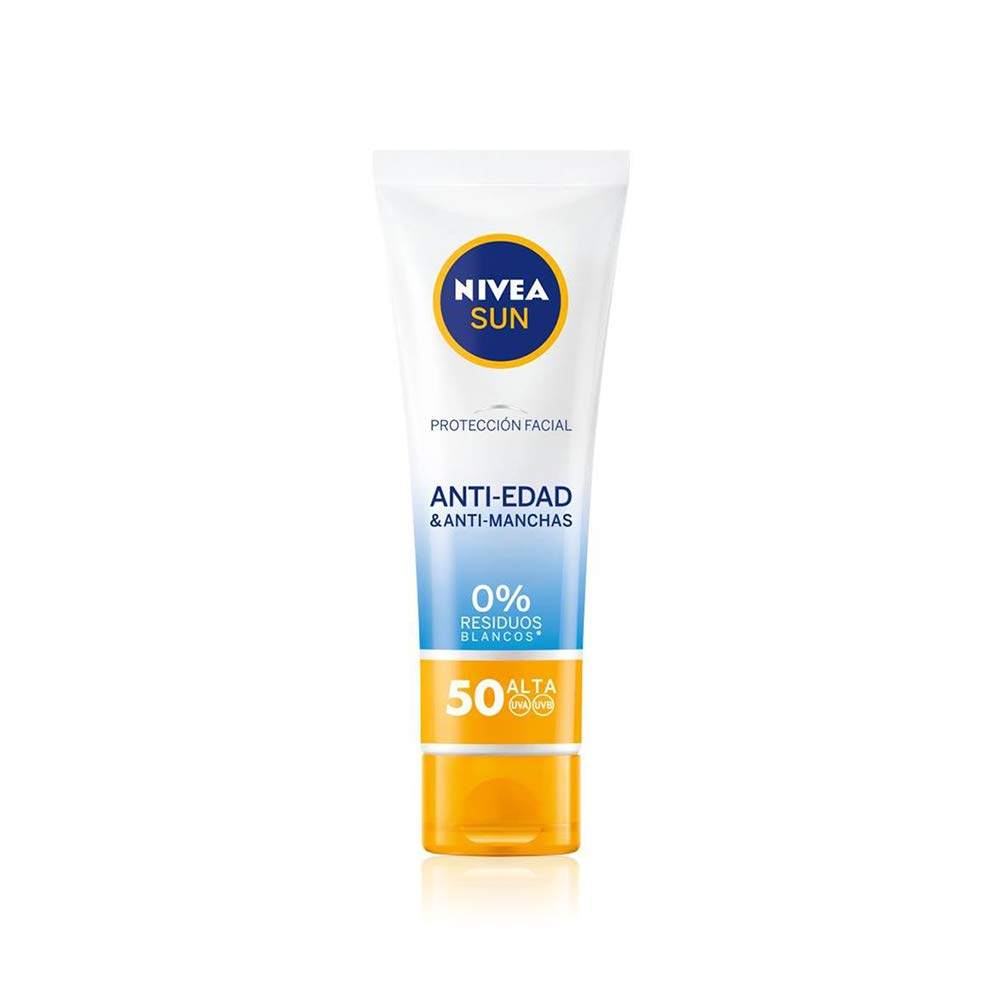 NIVEA
SUN
PROTECCIÓN FACIAL
ANTI-EDAD
& ANTI-MANCHAS
0%
RESIDUOS
BLANCOS*
50 ALTA
UVA UVB